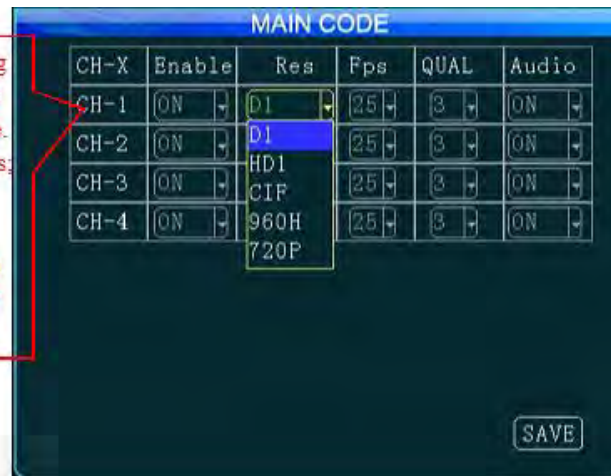 MAIN CODE
CH-X Enable Res Fps QUAL Audio
CH-1 ON D1 25 3 ON
CH-2 ON D1 25 3 ON
CH-3 ON HD1 25 3 ON
CIF
CH-4 ON 960H 25 3 ON
720P
SAVE